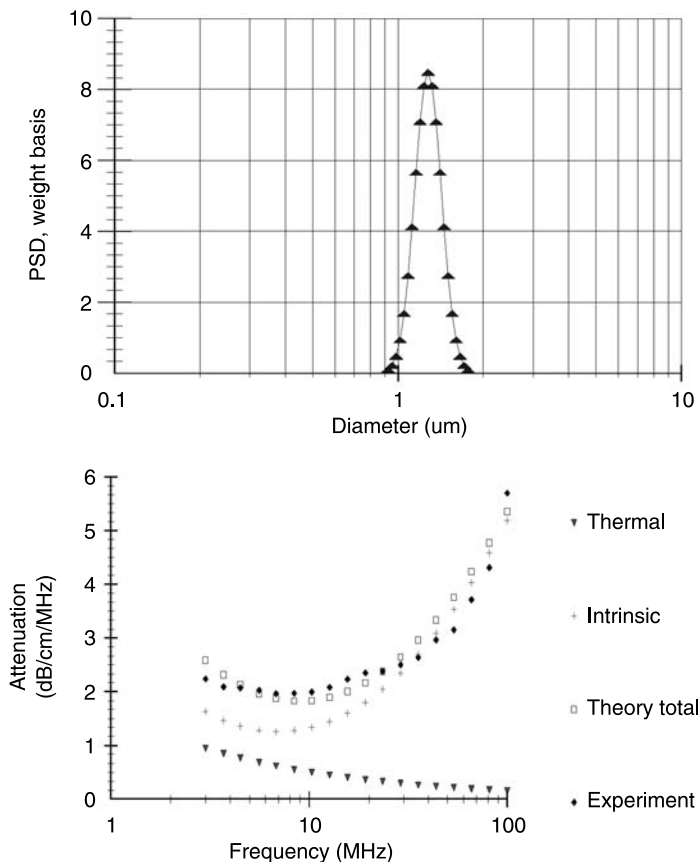 10
8
6
4
2
0
PSD, weight basis
0.1
1
10
Diameter (um)
6
5
4
3
2
1
0
Attenuation
(dB/cm/MHz)
1
10
100
Frequency (MHz)
Thermal
Intrinsic
Theory total
Experiment